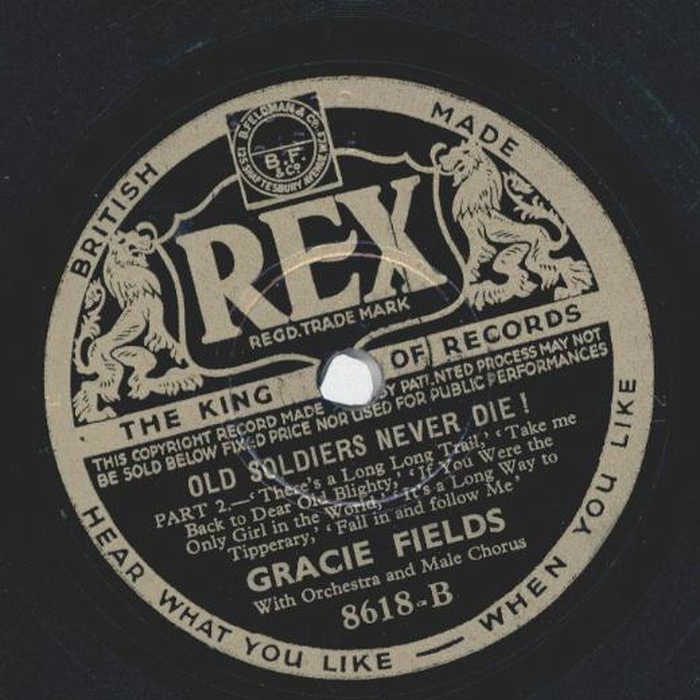 BRITISH MADE
B. FELDMAN & CO.
B. F.
& Co
125, SHAFTESBURY AVENUE
REX
REGD. TRADE MARK
THE KING OF RECORDS
THIS COPYRIGHT RECORD MADE BY PATENTED PROCESS MAY NOT
BE SOLD BELOW FIXED PRICE NOR USED FOR PUBLIC PERFORMANCES
OLD SOLDIERS NEVER DIE!
PART 2.—‘There's a Long Long Trail,’ ‘Take me
Back to Dear Old Blighty,’ ‘If You Were the
Only Girl in the World,’ ‘It's a Long Way to
Tipperary,’ ‘Fall in and follow Me’
GRACIE FIELDS
With Orchestra and Male Chorus
8618-B
HEAR WHAT YOU LIKE — WHEN YOU LIKE